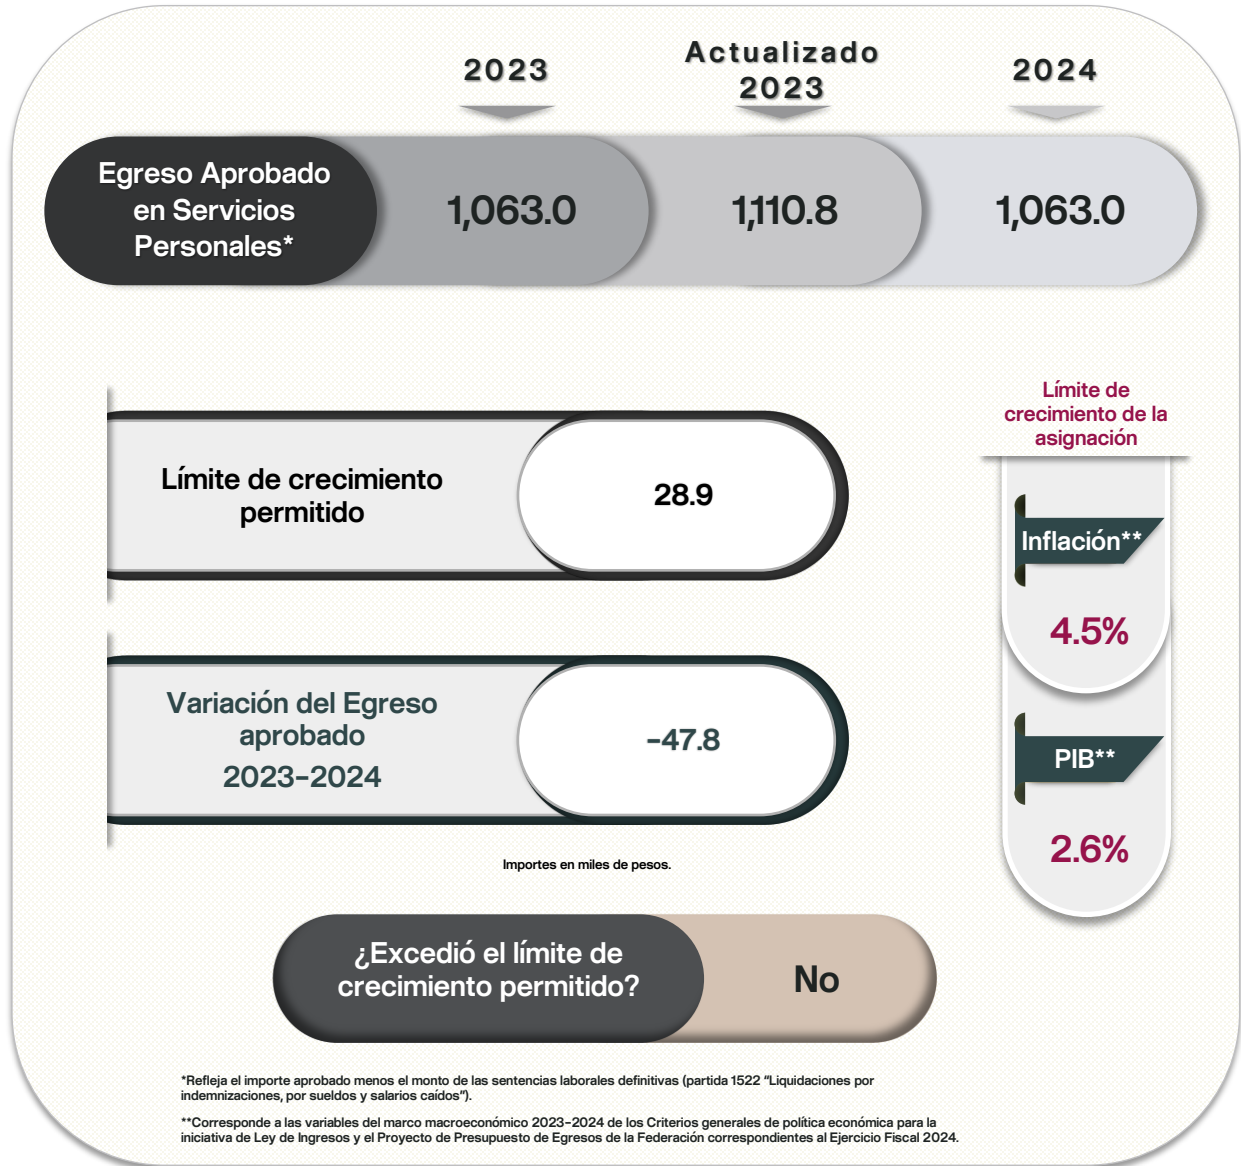 2023
Actualizado
2023
2024
Egreso Aprobado
en Servicios
Personales*
1,063.0
1,110.8
1,063.0
Límite de crecimiento
permitido
28.9
Variación del Egreso
aprobado
2023-2024
-47.8
Importes en miles de pesos.
Límite de
crecimiento de la
asignación
Inflación**
4.5%
PIB**
2.6%
¿Excedió el límite de
crecimiento permitido?
No
*Refleja el importe aprobado menos el monto de las sentencias laborales definitivas (partida 1522 "Liquidaciones por
indemnizaciones, por sueldos y salarios caídos").
**Corresponde a las variables del marco macroeconómico 2023-2024 de los Criterios generales de política económica para la
iniciativa de Ley de Ingresos y el Proyecto de Presupuesto de Egresos de la Federación correspondientes al Ejercicio Fiscal 2024.